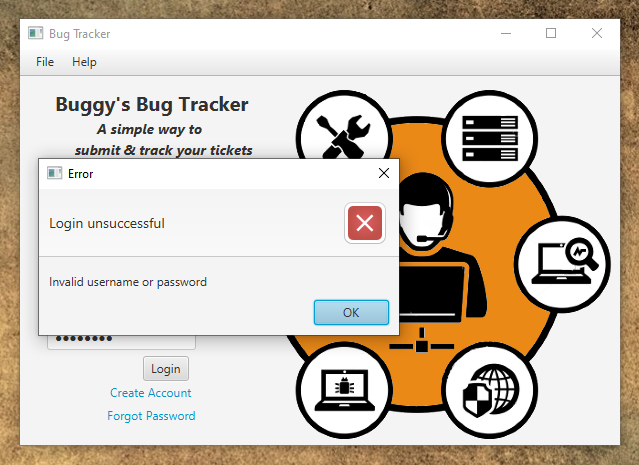 Bug Tracker
File Help
Buggy's Bug Tracker
A simple way to
submit & track your tickets
Error
Login unsuccessful
Invalid username or password
OK
••••••••
Login
Create Account
Forgot Password